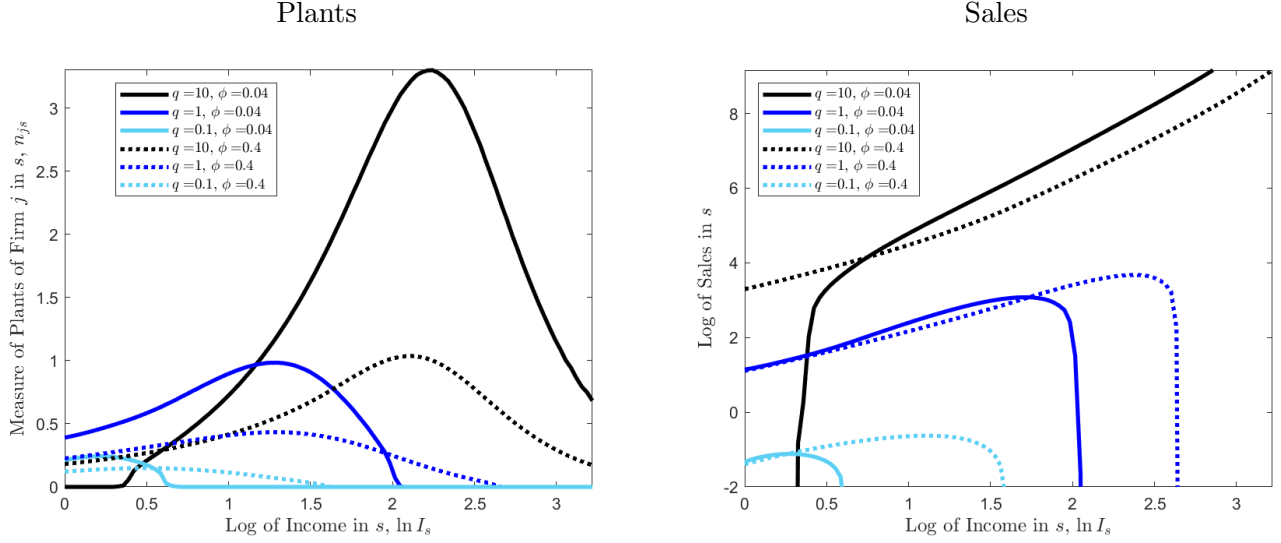 Plants
Measure of Plants of Firm j in s, n_{js}
3
2.5
2
1.5
1
0.5
0
q =10, ϕ =0.04
q =1, ϕ =0.04
q =0.1, ϕ =0.04
q =10, ϕ =0.4
q =1, ϕ =0.4
q =0.1, ϕ =0.4
0 0.5 1 1.5 2 2.5 3
Log of Income in s, ln I_s
Sales
Log of Sales in s
8
6
4
2
0
-2
q =10, ϕ =0.04
q =1, ϕ =0.04
q =0.1, ϕ =0.04
q =10, ϕ =0.4
q =1, ϕ =0.4
q =0.1, ϕ =0.4
0 0.5 1 1.5 2 2.5 3
Log of Income in s, ln I_s